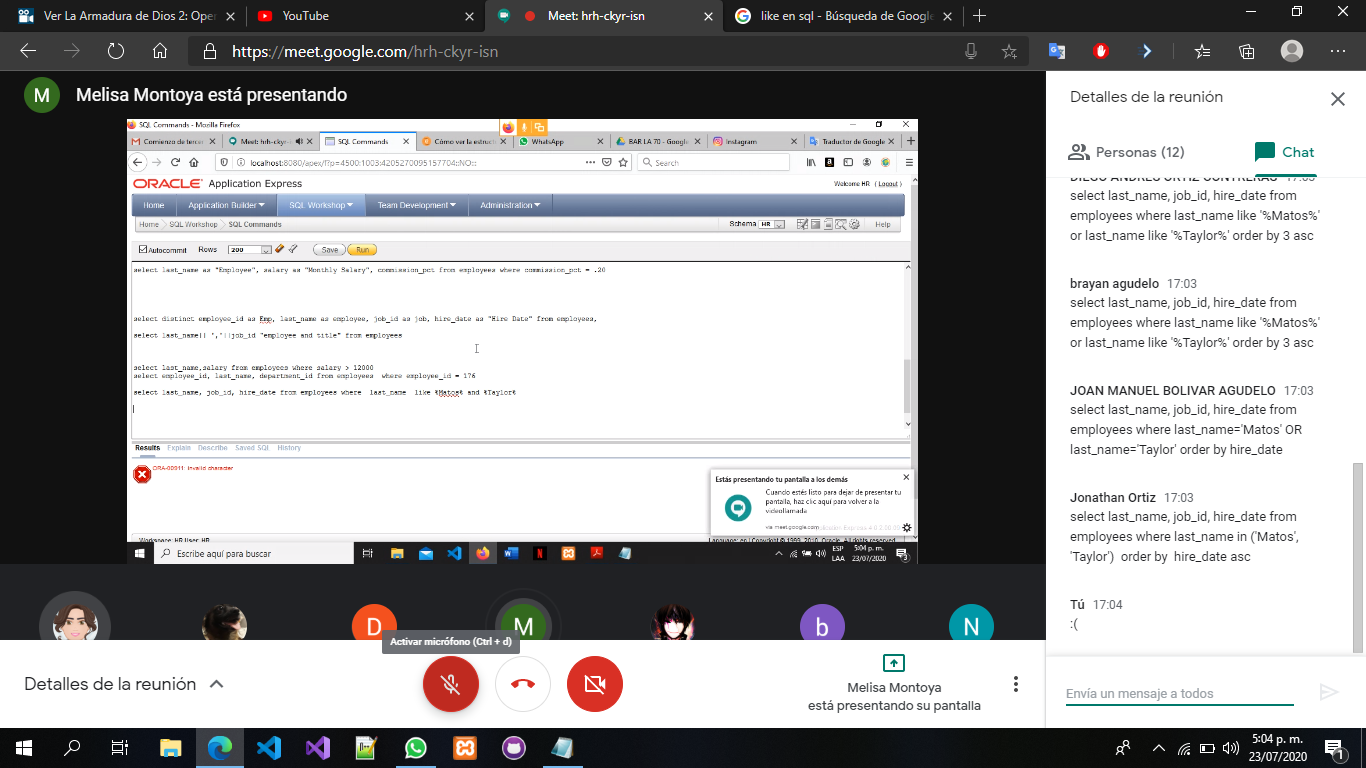 Ver La Armadura de Dios 2: Oper
YouTube
Meet: hrh-ckyr-isn
like en sql - Búsqueda de Google
https://meet.google.com/hrh-ckyr-isn
M
Melisa Montoya está presentando
SQL Commands - Mozilla Firefox
Comienzo de tercer
Meet: hrh-ckyr-i
SQL Commands
Cómo ver la estruct
WhatsApp
BAR LA 70 - Google
Instagram
Traductor de Google
localhost:8080/apex/f?p=4500:1003:4205270095157704::NO::
Search
ORACLE Application Express
Welcome HR ( Logout )
Home
Application Builder
SQL Workshop
Team Development
Administration
Home
SQL Workshop
SQL Commands
Schema HR
Help
Autocommit
Rows
200
Save
Run
select last_name as "Employee", salary as "Monthly Salary", commission_pct from employees where commission_pct = .20
select distinct employee_id as Emp, last_name as employee, job_id as job, hire_date as "Hire Date" from employees,
select last_name|| ','||job_id "employee and title" from employees
select last_name,salary from employees where salary > 12000
select employee_id, last_name, department_id from employees where employee_id = 176
select last_name, job_id, hire_date from employees where last_name like %Matos% and %Taylor%
Results
Explain
Describe
Saved SQL
History
ORA-00911: invalid character
Estás presentando tu pantalla a los demás
Cuando estés listo para dejar de presentar tu
pantalla, haz clic aquí para volver a la
videollamada
via meet.google.com
Workspace: HR User: HR
Escribe aquí para buscar
ESP
LAA
5:04 p. m.
23/07/2020
3
D
M
b
N
Activar micrófono (Ctrl + d)
Detalles de la reunión
Melisa Montoya
está presentando su pantalla
Detalles de la reunión
Personas (12)
Chat
DIEGO ANDRES ORTIZ CONTRERAS 17:03
select last_name, job_id, hire_date from
employees where last_name like '%Matos%'
or last_name like '%Taylor%' order by 3 asc
brayan agudelo 17:03
select last_name, job_id, hire_date from
employees where last_name like '%Matos%'
or last_name like '%Taylor%' order by 3 asc
JOAN MANUEL BOLIVAR AGUDELO 17:03
select last_name, job_id, hire_date from
employees where last_name='Matos' OR
last_name='Taylor' order by hire_date
Jonathan Ortiz 17:03
select last_name, job_id, hire_date from
employees where last_name in ('Matos',
'Taylor') order by hire_date asc
Tú 17:04
:(
Envía un mensaje a todos
5:04 p. m.
23/07/2020
1